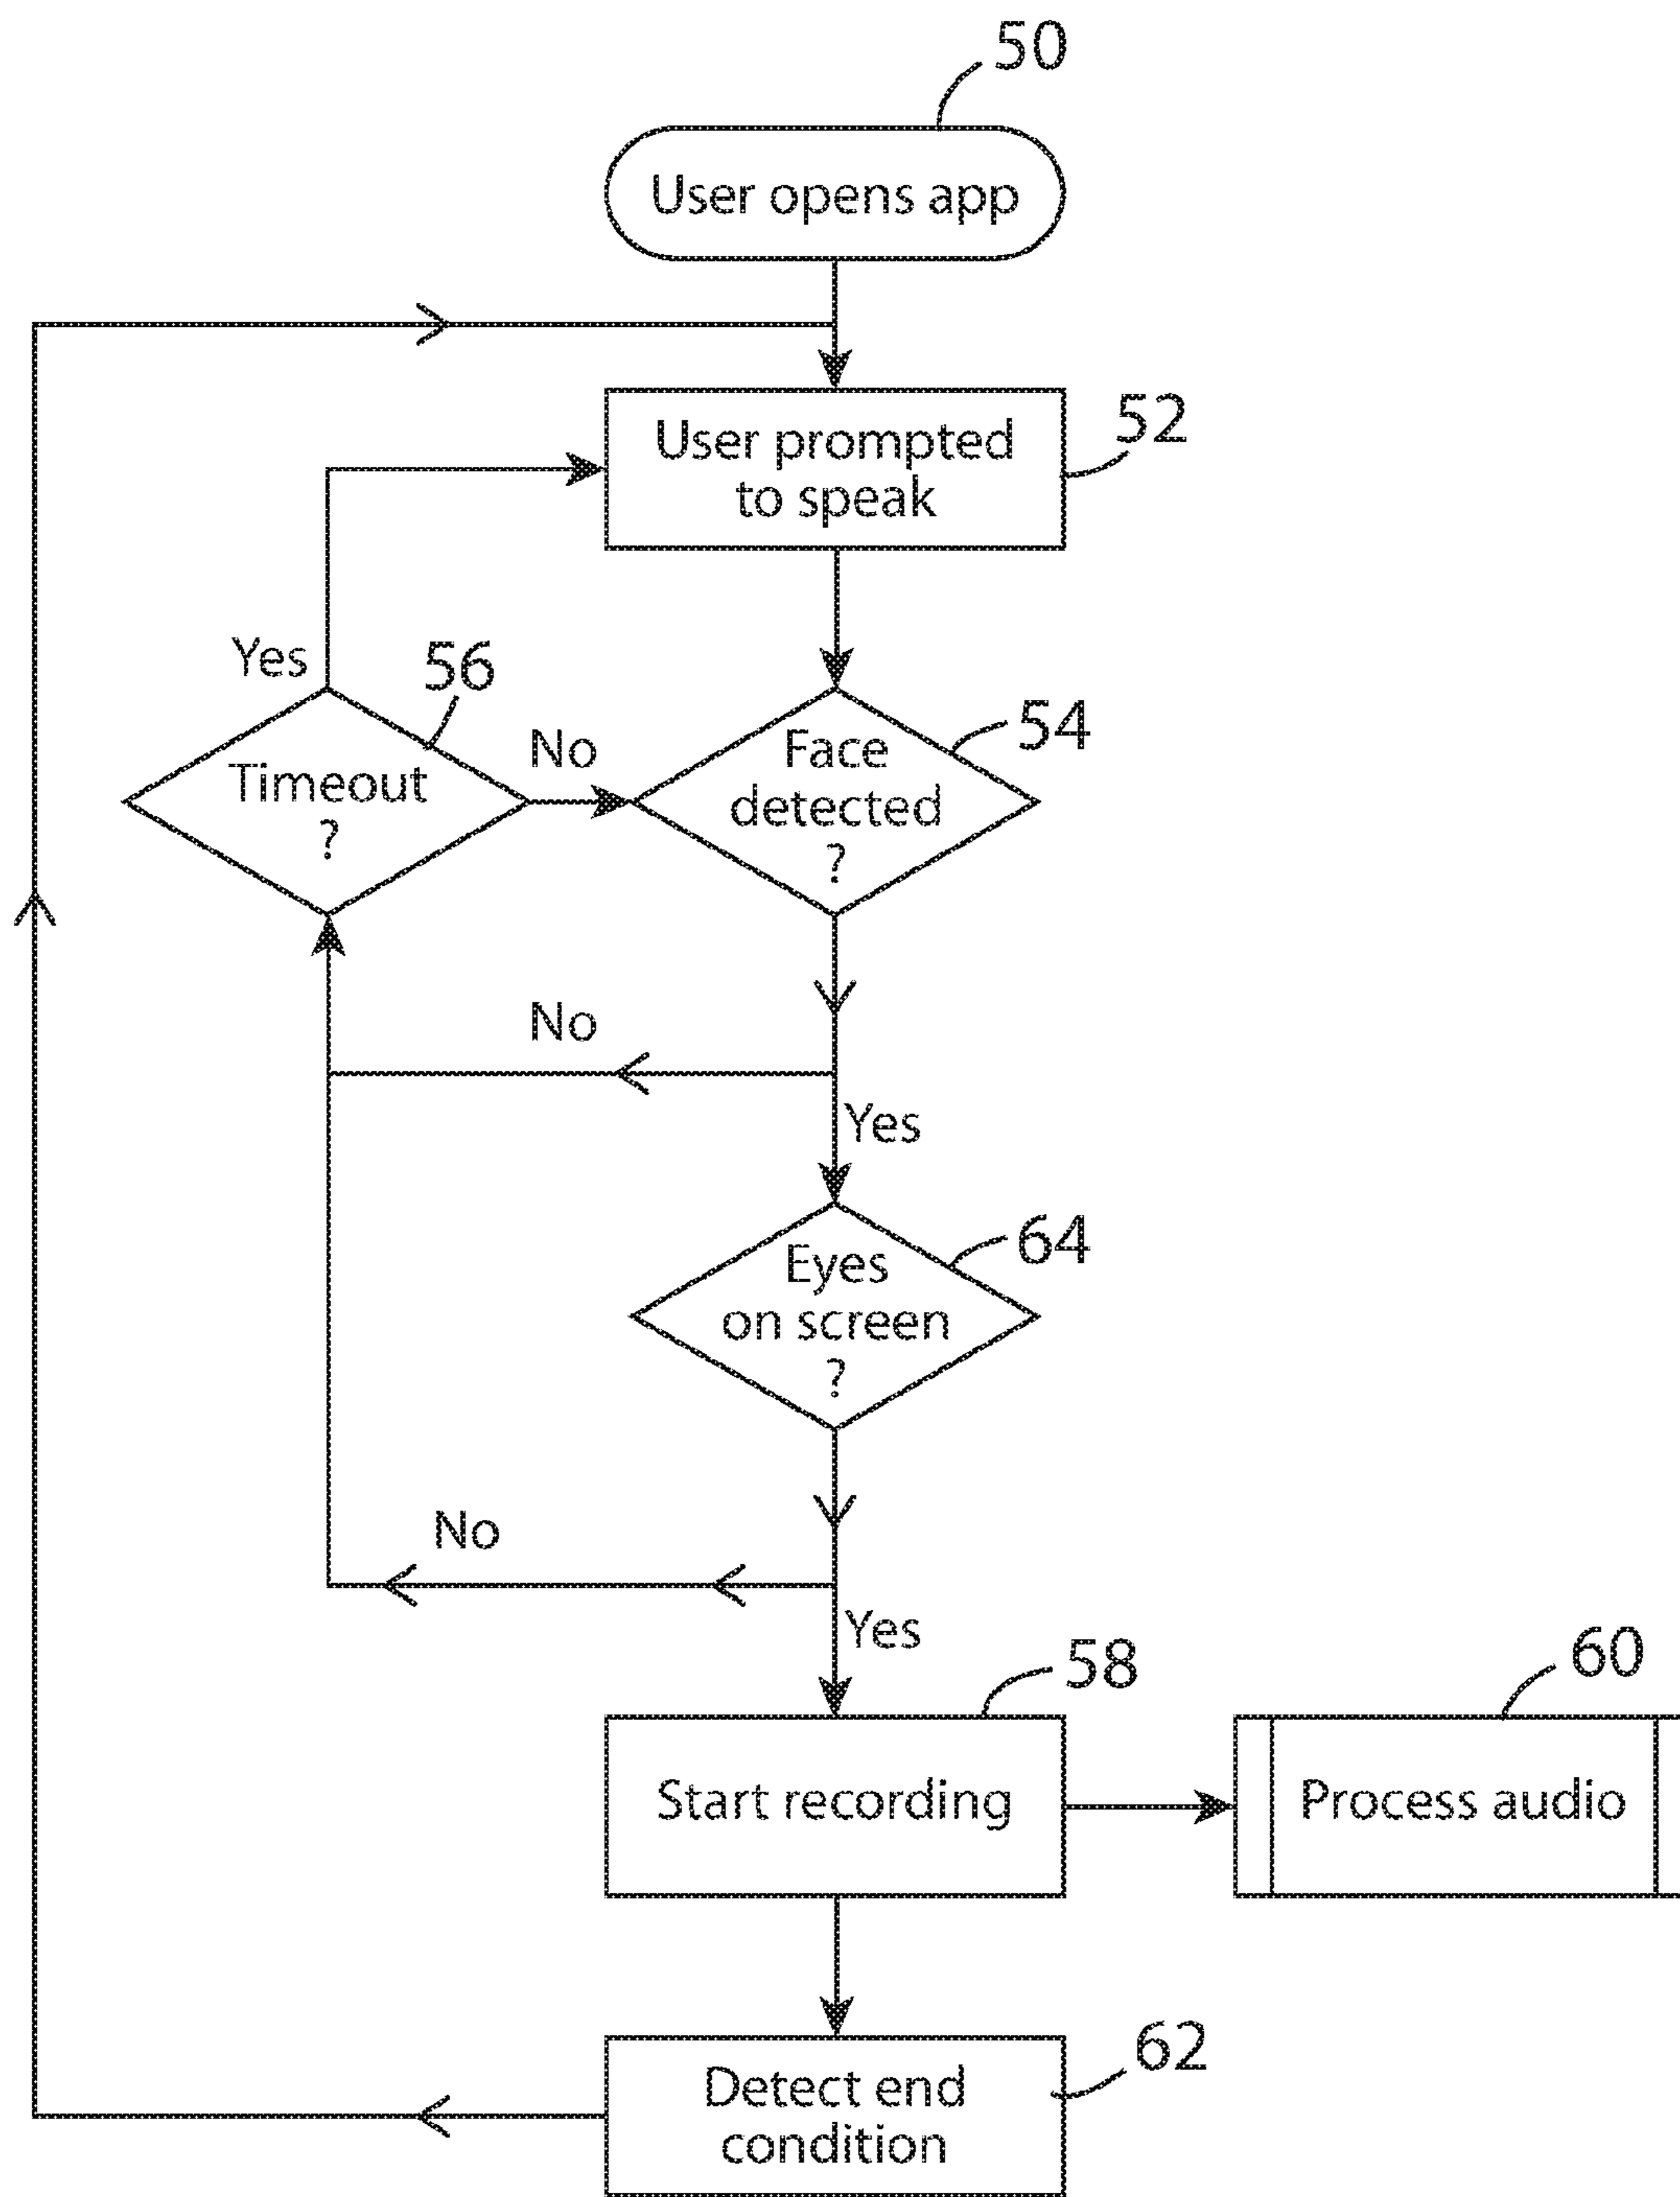 50
User opens app
52
User prompted
to speak
Yes
56
54
No
Face
Timeout
detected
?
?
No
Yes
64
Eyes
on screen
?
No
Yes
58
60
Start recording
Process audio
62
Detect end
condition